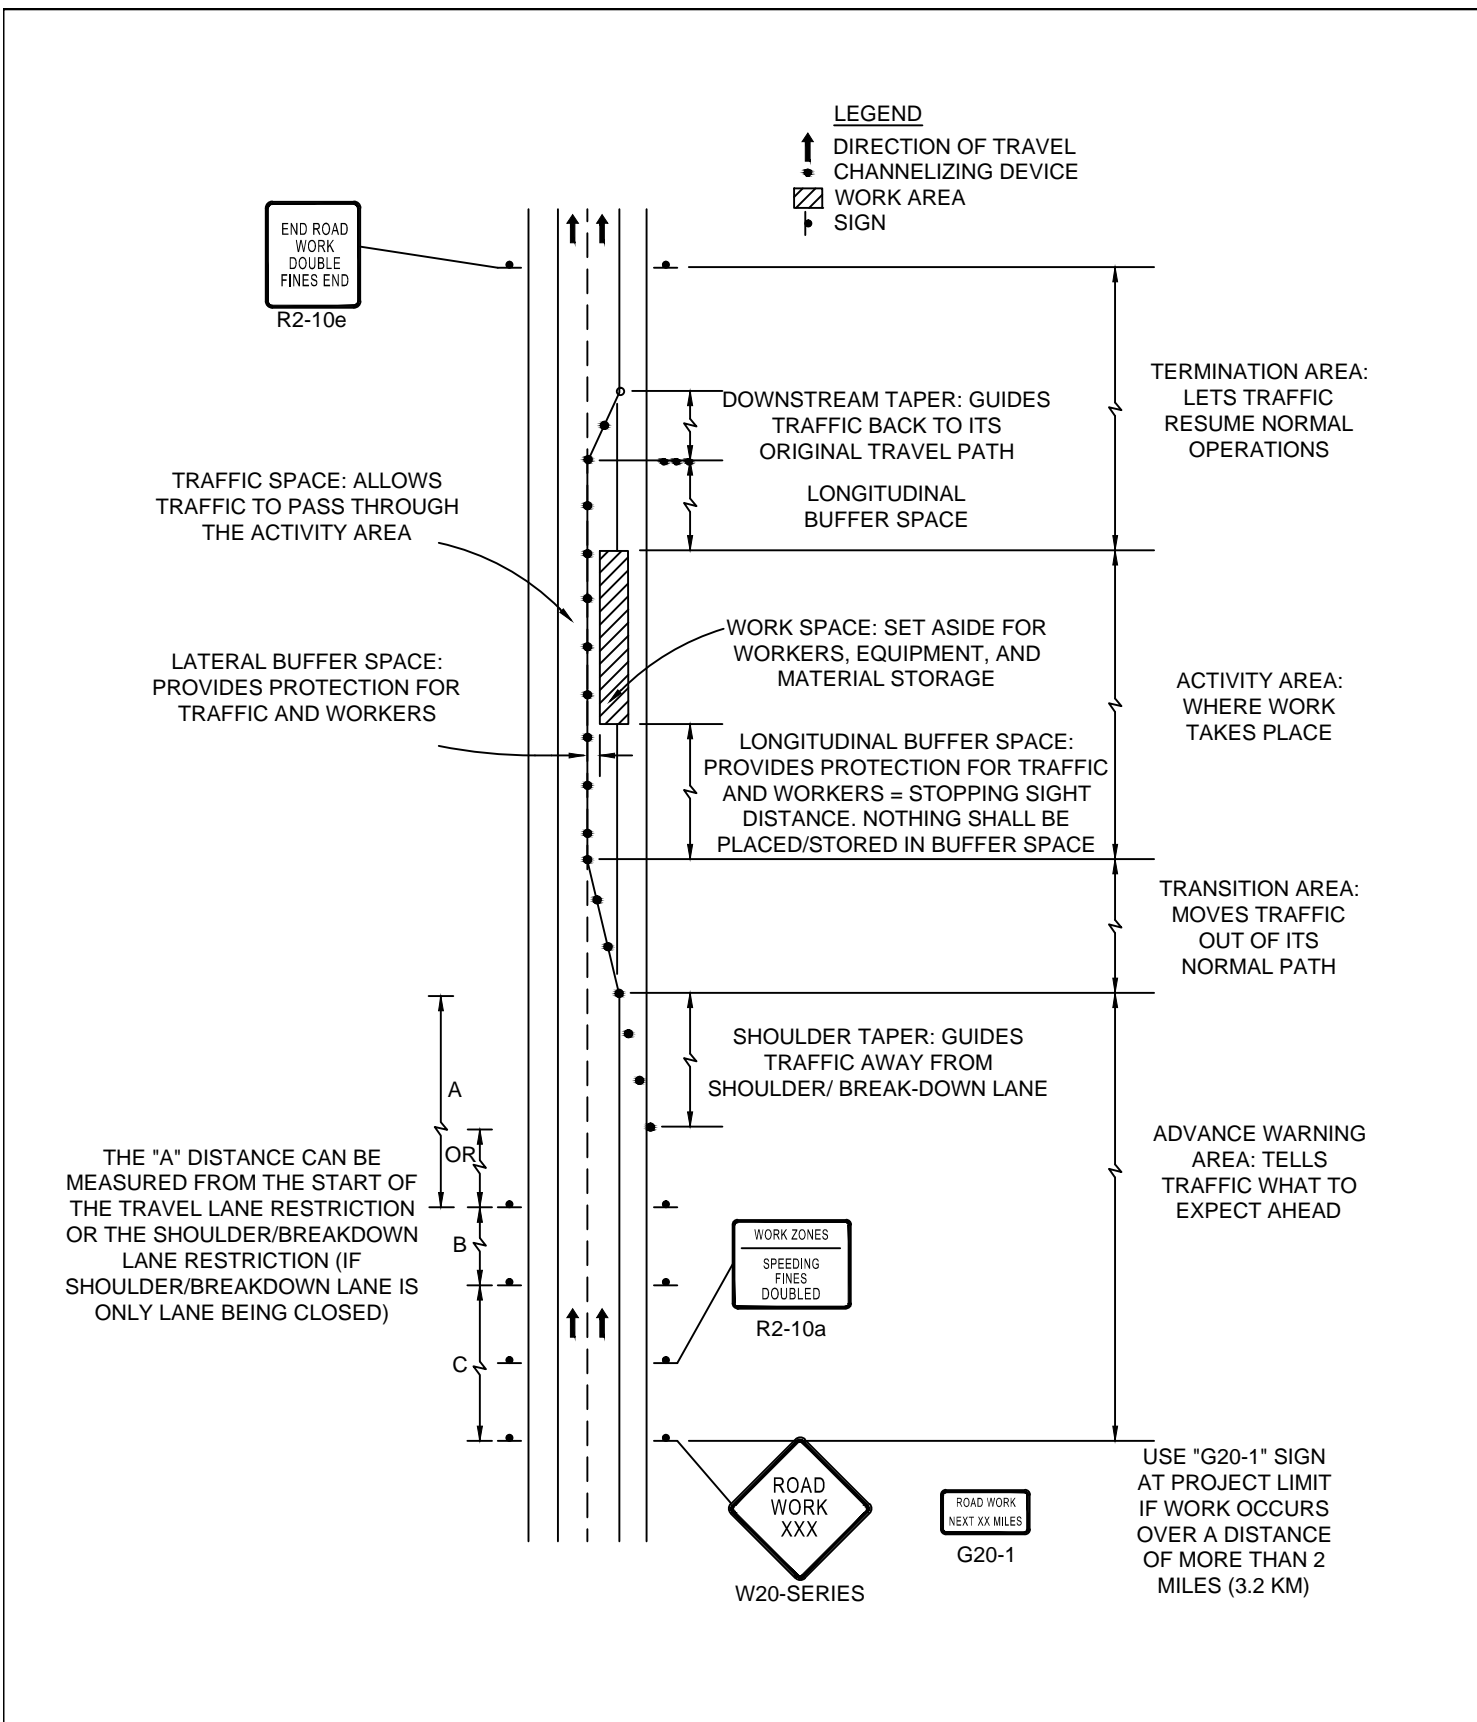 LEGEND
DIRECTION OF TRAVEL
CHANNELIZING DEVICE
WORK AREA
SIGN
END ROAD
WORK
DOUBLE
FINES END
R2-10e
DOWNSTREAM TAPER: GUIDES
TRAFFIC BACK TO ITS
ORIGINAL TRAVEL PATH
TERMINATION AREA:
LETS TRAFFIC
RESUME NORMAL
OPERATIONS
TRAFFIC SPACE: ALLOWS
TRAFFIC TO PASS THROUGH
THE ACTIVITY AREA
LONGITUDINAL
BUFFER SPACE
WORK SPACE: SET ASIDE FOR
WORKERS, EQUIPMENT, AND
MATERIAL STORAGE
LATERAL BUFFER SPACE:
PROVIDES PROTECTION FOR
TRAFFIC AND WORKERS
ACTIVITY AREA:
WHERE WORK
TAKES PLACE
LONGITUDINAL BUFFER SPACE:
PROVIDES PROTECTION FOR TRAFFIC
AND WORKERS = STOPPING SIGHT
DISTANCE. NOTHING SHALL BE
PLACED/STORED IN BUFFER SPACE
TRANSITION AREA:
MOVES TRAFFIC
OUT OF ITS
NORMAL PATH
SHOULDER TAPER: GUIDES
TRAFFIC AWAY FROM
SHOULDER/ BREAK-DOWN LANE
A
OR
B
C
THE "A" DISTANCE CAN BE
MEASURED FROM THE START OF
THE TRAVEL LANE RESTRICTION
OR THE SHOULDER/BREAKDOWN
LANE RESTRICTION (IF
SHOULDER/BREAKDOWN LANE IS
ONLY LANE BEING CLOSED)
ADVANCE WARNING
AREA: TELLS
TRAFFIC WHAT TO
EXPECT AHEAD
WORK ZONES
SPEEDING
FINES
DOUBLED
R2-10a
ROAD
WORK
XXX
W20-SERIES
ROAD WORK
NEXT XX MILES
G20-1
USE "G20-1" SIGN
AT PROJECT LIMIT
IF WORK OCCURS
OVER A DISTANCE
OF MORE THAN 2
MILES (3.2 KM)